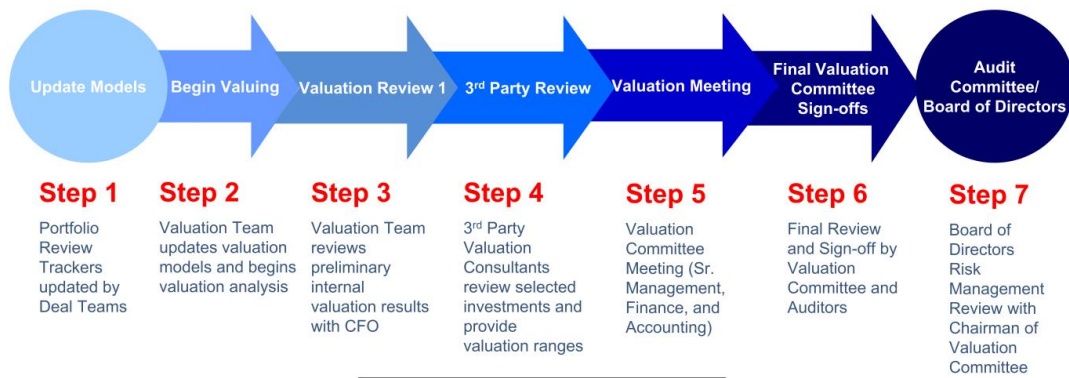 Update Models
Begin Valuing
Valuation Review 1
3rd Party Review
Valuation Meeting
Final Valuation
Committee
Sign-offs
Audit
Committee/
Board of Directors
Step 1
Portfolio
Review
Trackers
updated by
Deal Teams
Step 2
Valuation Team
updates valuation
models and begins
valuation analysis
Step 3
Valuation Team
reviews
preliminary
internal
valuation results
with CFO
Step 4
3rd Party
Valuation
Consultants
review selected
investments and
provide
valuation ranges
Step 5
Valuation
Committee
Meeting (Sr.
Management,
Finance, and
Accounting)
Step 6
Final Review
and Sign-off by
Valuation
Committee and
Auditors
Step 7
Board of
Directors
Risk
Management
Review with
Chairman of
Valuation
Committee